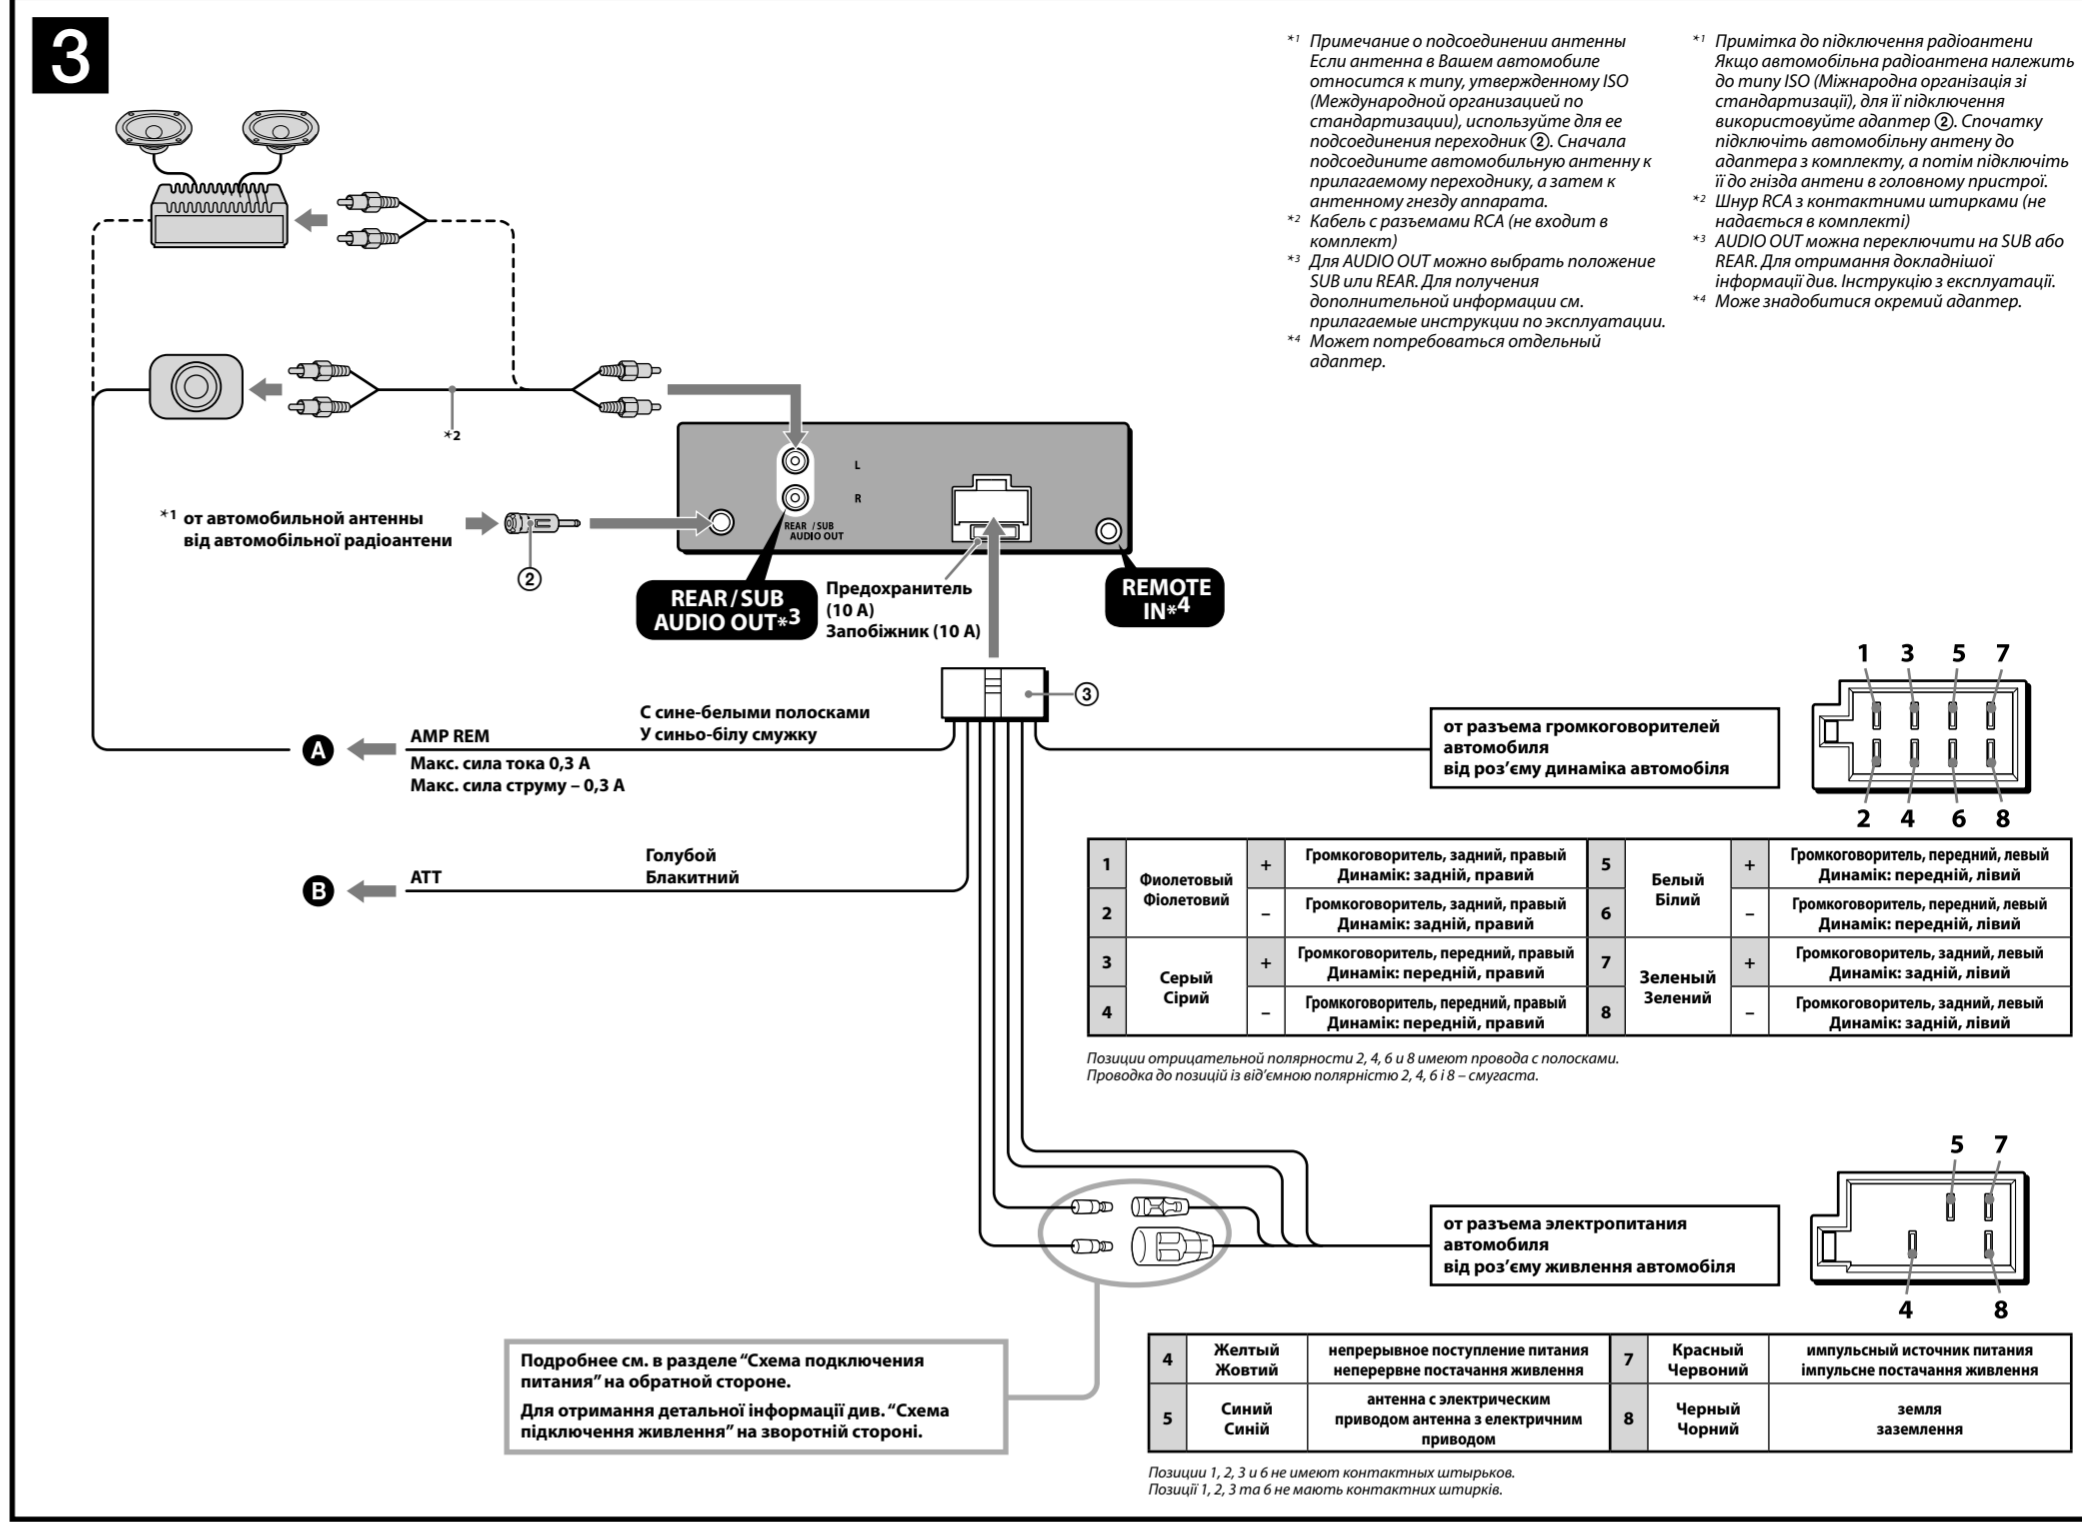 3
*1 Примечание о подсоединении антенны
Если антенна в Вашем автомобиле
относится к типу, утвержденному ISO
(Международной организацией по
стандартизации), используйте для ее
подсоединения переходник ②. Сначала
подсоедините автомобильную антенну к
прилагаемому переходнику, а затем к
антенному гнезду аппарата.
*2 Кабель с разъемами RCA (не входит в
комплект)
*3 Для AUDIO OUT можно выбрать положение
SUB или REAR. Для получения
дополнительной информации см.
прилагаемые инструкции по эксплуатации.
*4 Может потребоваться отдельный
адаптер.
*1 Примітка до підключення радіоантени
Якщо автомобільна радіоантена належить
до типу ISO (Міжнародна організація зі
стандартизації), для її підключення
використовуйте адаптер ②. Спочатку
підключіть автомобільну антену до
адаптера з комплекту, а потім підключіть
її до гнізда антени в головному пристрої.
*2 Шнур RCA з контактними штирками (не
надається в комплекті)
*3 AUDIO OUT можна переключити на SUB або
REAR. Для отримання докладнішої
інформації див. Інструкцію з експлуатації.
*4 Може знадобитися окремий адаптер.
*2
L
R
REAR / SUB
AUDIO OUT
*1 от автомобильной антенны
від автомобільної радіоантени
②
REAR/SUB
AUDIO OUT*3
Предохранитель
(10 A)
Запобіжник (10 A)
REMOTE
IN*4
③
A
AMP REM
С сине-белыми полосками
У синьо-білу смужку
Макс. сила тока 0,3 А
Макс. сила струму – 0,3 А
B
ATT
Голубой
Блакитний
от разъема громкоговорителей
автомобиля
від роз’єму динаміка автомобіля
1 3 5 7
2 4 6 8
1 Фиолетовый Фіолетовий + Громкоговоритель, задний, правый
Динамік: задній, правий
5 Белый Білий + Громкоговоритель, передний, левый
Динамік: передній, лівий
2 – Громкоговоритель, задний, правый
Динамік: задній, правий
6 – Громкоговоритель, передний, левый
Динамік: передній, лівий
3 Серый Сірий + Громкоговоритель, передний, правый
Динамік: передній, правий
7 Зеленый Зелений + Громкоговоритель, задний, левый
Динамік: задній, лівий
4 – Громкоговоритель, передний, правый
Динамік: передній, правий
8 – Громкоговоритель, задний, левый
Динамік: задній, лівий
Позиции отрицательной полярности 2, 4, 6 и 8 имеют провода с полосками.
Проводка до позицій із від’ємною полярністю 2, 4, 6 і 8 – смугаста.
от разъема электропитания
автомобиля
від роз’єму живлення автомобіля
5 7
4 8
Подробнее см. в разделе “Схема подключения
питания” на обратной стороне.
Для отримання детальної інформації див. “Схема
підключення живлення” на зворотній стороні.
4 Желтый Жовтий непрерывное поступление питания
неперервне постачання живлення
7 Красный Червоний импульсный источник питания
імпульсне постачання живлення
5 Синий Синій антенна с электрическим
приводом антена з електричним
приводом
8 Черный Чорний земля
заземлення
Позиции 1, 2, 3 и 6 не имеют контактных штырьков.
Позиції 1, 2, 3 та 6 не мають контактних штирків.